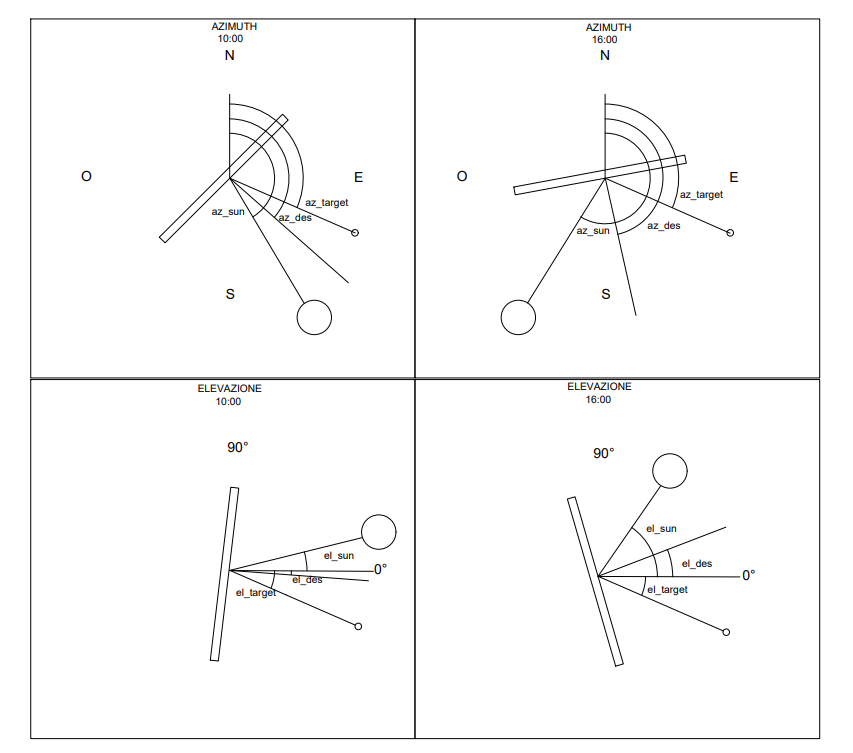 AZIMUTH
10:00
N
O
E
az_target
az_sun
az_des
S
AZIMUTH
16:00
N
O
E
az_target
az_des
az_sun
S
ELEVAZIONE
10:00
90°
el_sun
0°
el_des
el_target
ELEVAZIONE
16:00
90°
el_sun
el_des
0°
el_target